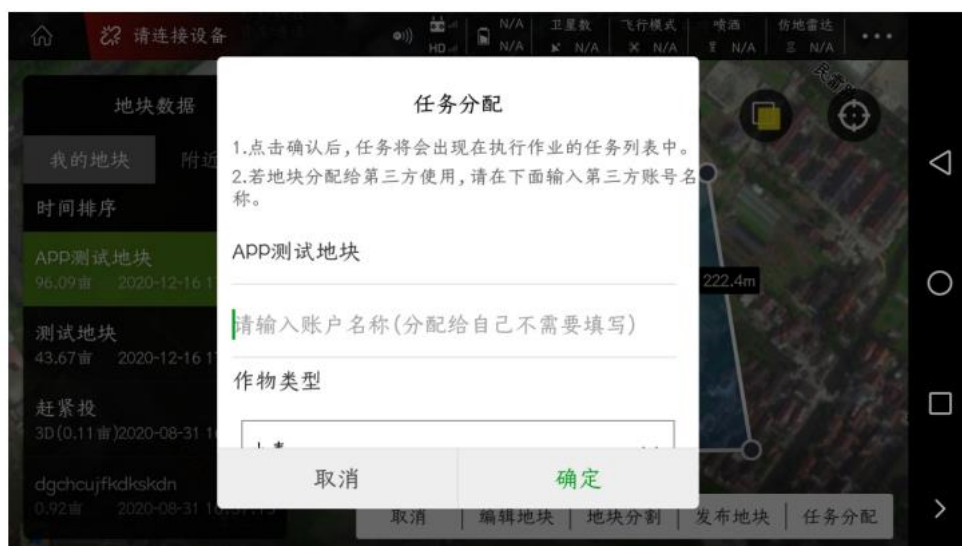 请连接设备
HD
N/A
N/A
卫星数
N/A
飞行模式
N/A
喷洒
N/A
仿地雷达
N/A
地块数据
我的地块
附近
时间排序
APP测试地块
96.09亩 2020-12-16 1
测试地块
43.67亩 2020-12-16 1
赶紧投
3D(0.11亩)2020-08-31 1
dgchcujfkdkskdn
0.92亩 2020-08-31
任务分配
1.点击确认后,任务将会出现在执行作业的任务列表中。
2.若地块分配给第三方使用,请在下面输入第三方账号名
称。
APP测试地块
请输入账户名称(分配给自己不需要填写)
作物类型
取消
确定
222.4m
取消
编辑地块
地块分割
发布地块
任务分配